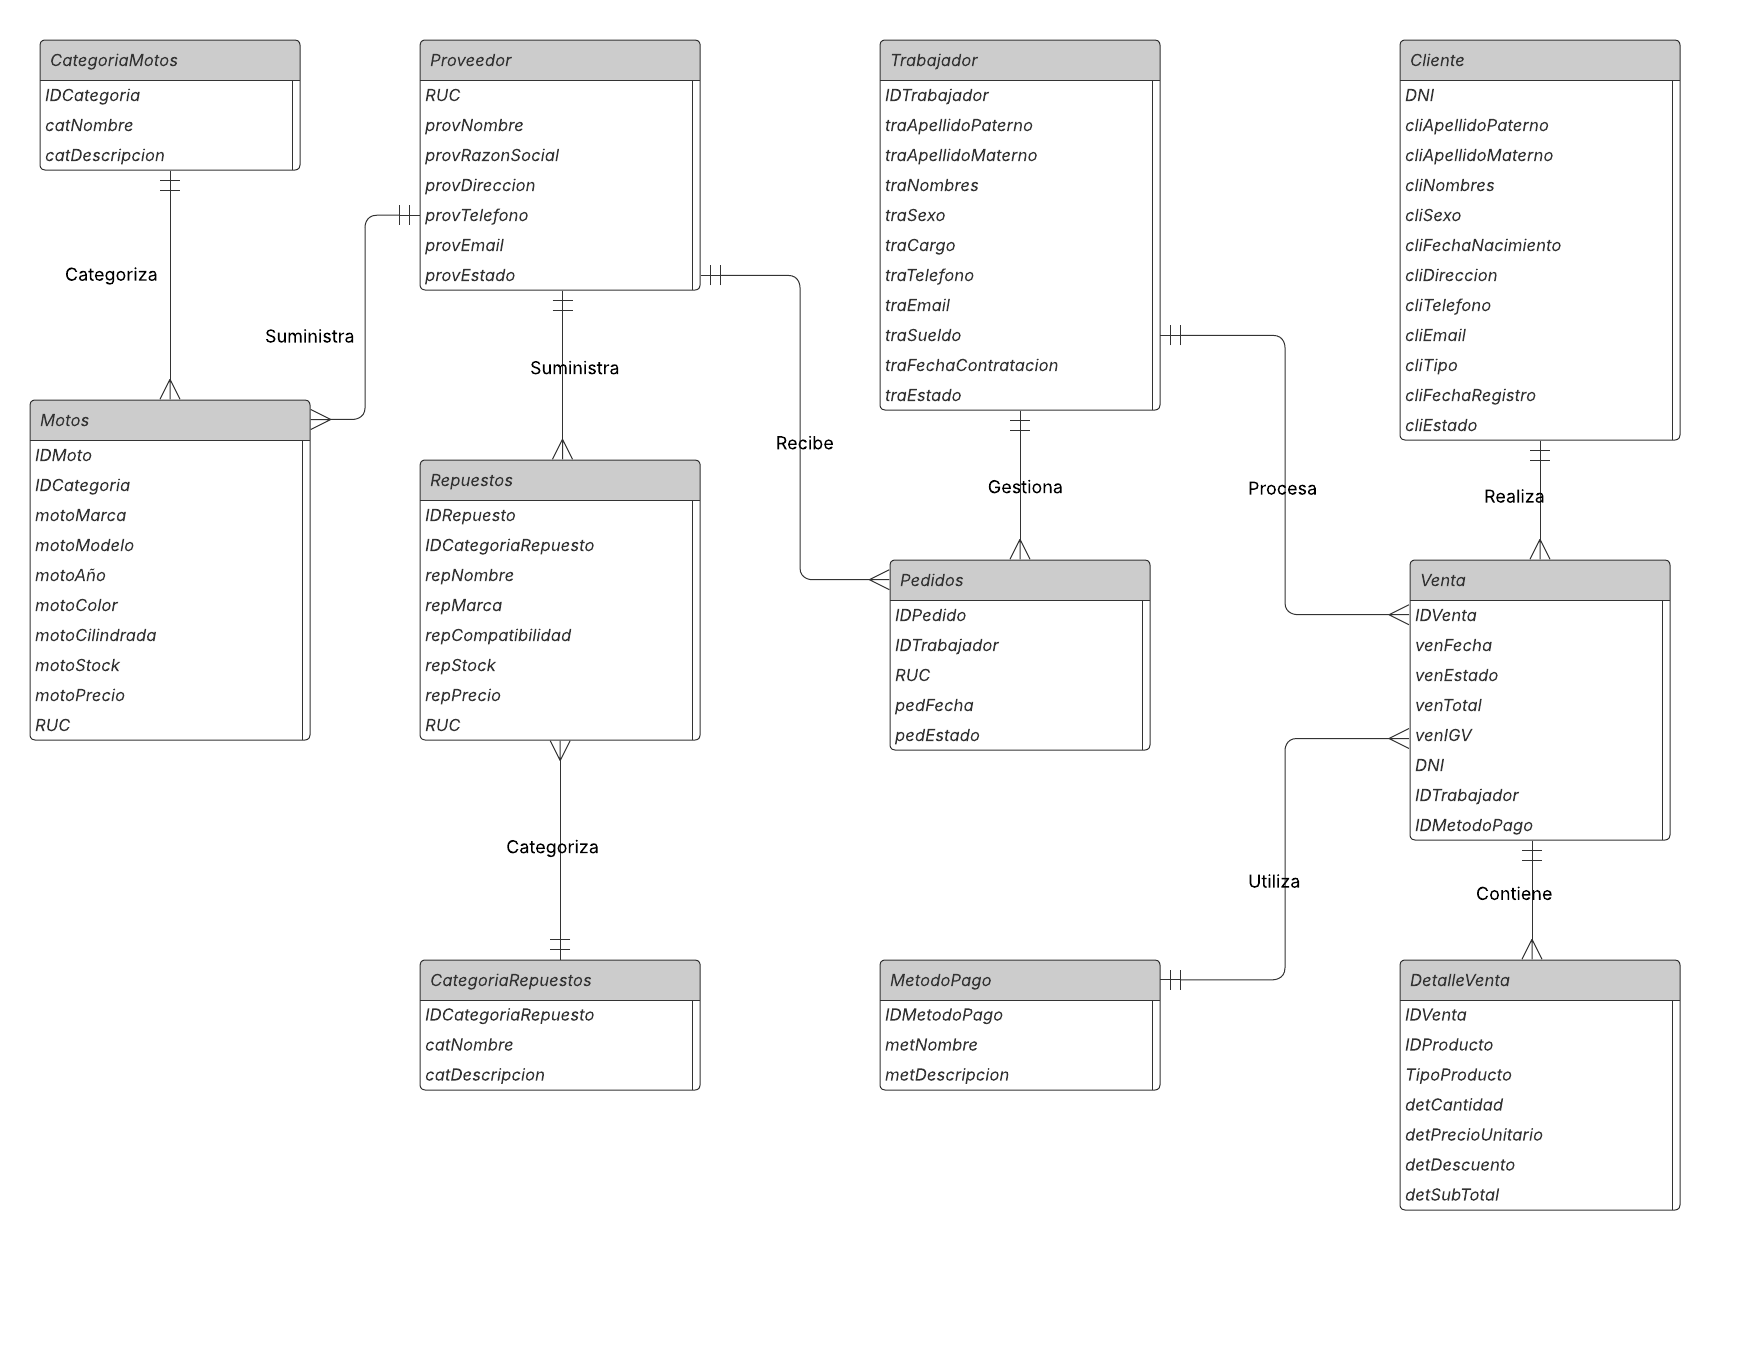 CategoriaMotos
IDCategoria
catNombre
catDescripcion
Categoriza
Motos
IDMoto
IDCategoria
motoMarca
motoModelo
motoAño
motoColor
motoCilindrada
motoStock
motoPrecio
RUC
Suministra
Proveedor
RUC
provNombre
provRazonSocial
provDireccion
provTelefono
provEmail
provEstado
Suministra
Repuestos
IDRepuesto
IDCategoriaRepuesto
repNombre
repMarca
repCompatibilidad
repStock
repPrecio
RUC
Categoriza
CategoriaRepuestos
IDCategoriaRepuesto
catNombre
catDescripcion
Recibe
Trabajador
IDTrabajador
traApellidoPaterno
traApellidoMaterno
traNombres
traSexo
traCargo
traTelefono
traEmail
traSueldo
traFechaContratacion
traEstado
Gestiona
Pedidos
IDPedido
IDTrabajador
RUC
pedFecha
pedEstado
MetodoPago
IDMetodoPago
metNombre
metDescripcion
Procesa
Utiliza
Cliente
DNI
cliApellidoPaterno
cliApellidoMaterno
cliNombres
cliSexo
cliFechaNacimiento
cliDireccion
cliTelefono
cliEmail
cliTipo
cliFechaRegistro
cliEstado
Realiza
Venta
IDVenta
venFecha
venEstado
venTotal
venIGV
DNI
IDTrabajador
IDMetodoPago
Contiene
DetalleVenta
IDVenta
IDProducto
TipoProducto
detCantidad
detPrecioUnitario
detDescuento
detSubTotal